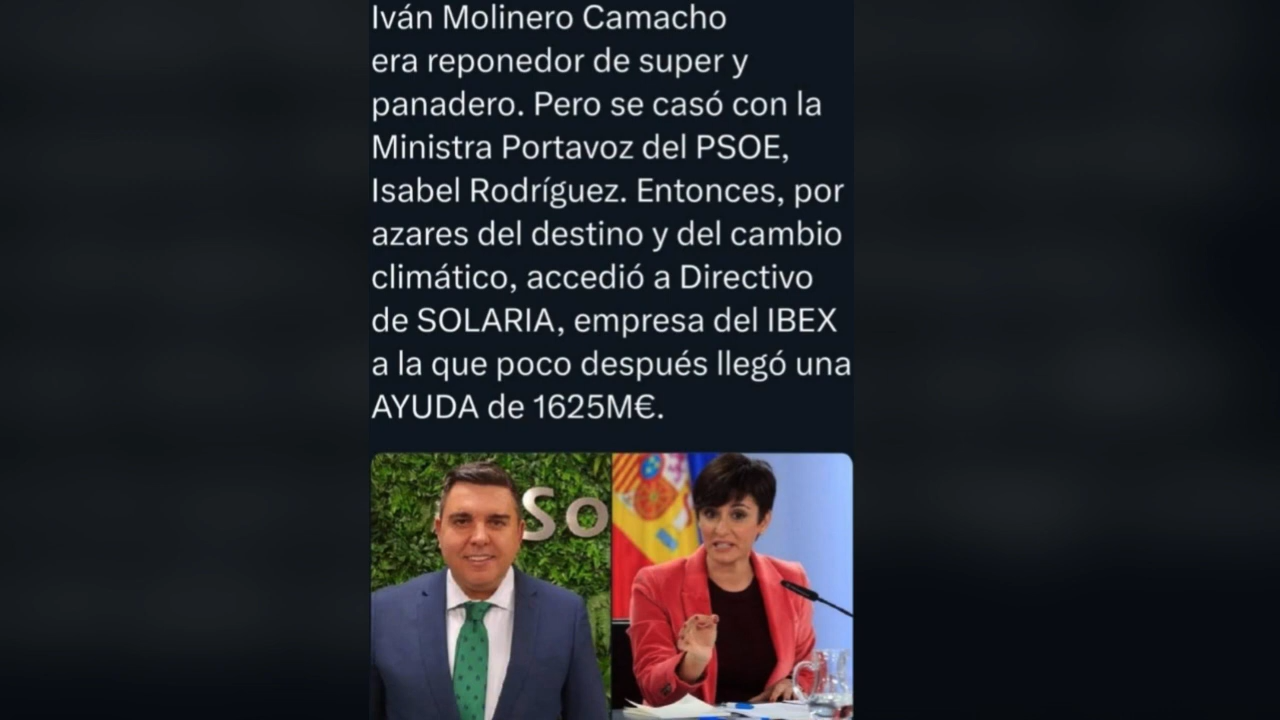 Iván Molinero Camacho
era reponedor de super y
panadero. Pero se casó con la
Ministra Portavoz del PSOE,
Isabel Rodríguez. Entonces, por
azares del destino y del cambio
climático, accedió a Directivo
de SOLARIA, empresa del IBEX
a la que poco después llegó una
AYUDA de 1625M€.
So